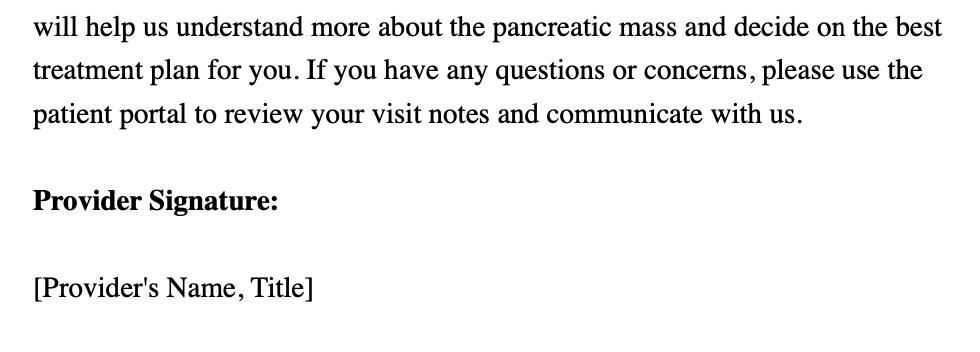 will help us understand more about the pancreatic mass and decide on the best
treatment plan for you. If you have any questions or concerns, please use the
patient portal to review your visit notes and communicate with us.
Provider Signature:
[Provider's Name, Title]